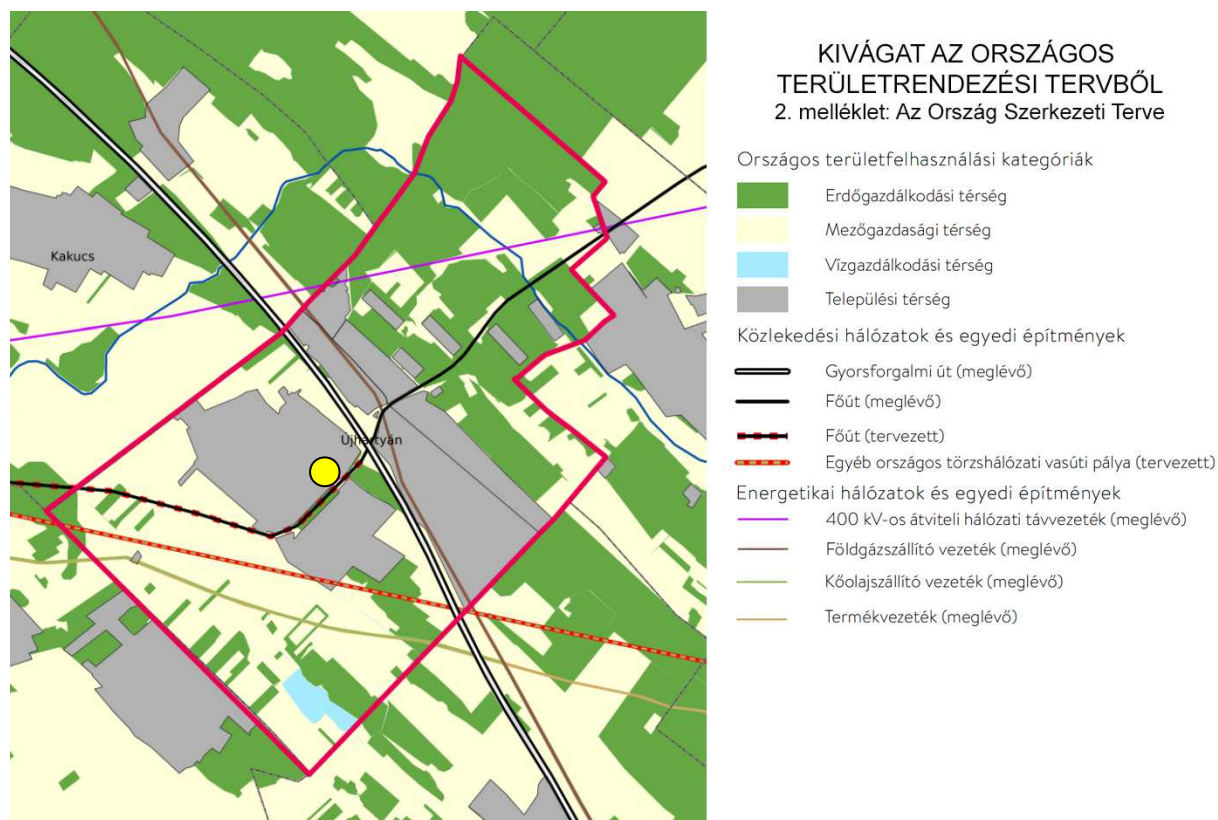 KIVÁGAT AZ ORSZÁGOS
TERÜLETRENDEZÉSI TERVBŐL
2. melléklet: Az Ország Szerkezeti Terve
Országos területfelhasználási kategóriák
Erdőgazdálkodási térség
Mezőgazdasági térség
Vízgazdálkodási térség
Települési térség
Közlekedési hálózatok és egyedi építmények
Gyorsforgalmi út (meglévő)
Főút (meglévő)
Főút (tervezett)
Egyéb országos törzshálózati vasúti pálya (tervezett)
Energetikai hálózatok és egyedi építmények
400 kV-os átviteli hálózati távvezeték (meglévő)
Földgázszállító vezeték (meglévő)
Kőolajszállító vezeték (meglévő)
Termékvezeték (meglévő)
Kakucs
Újhartyán